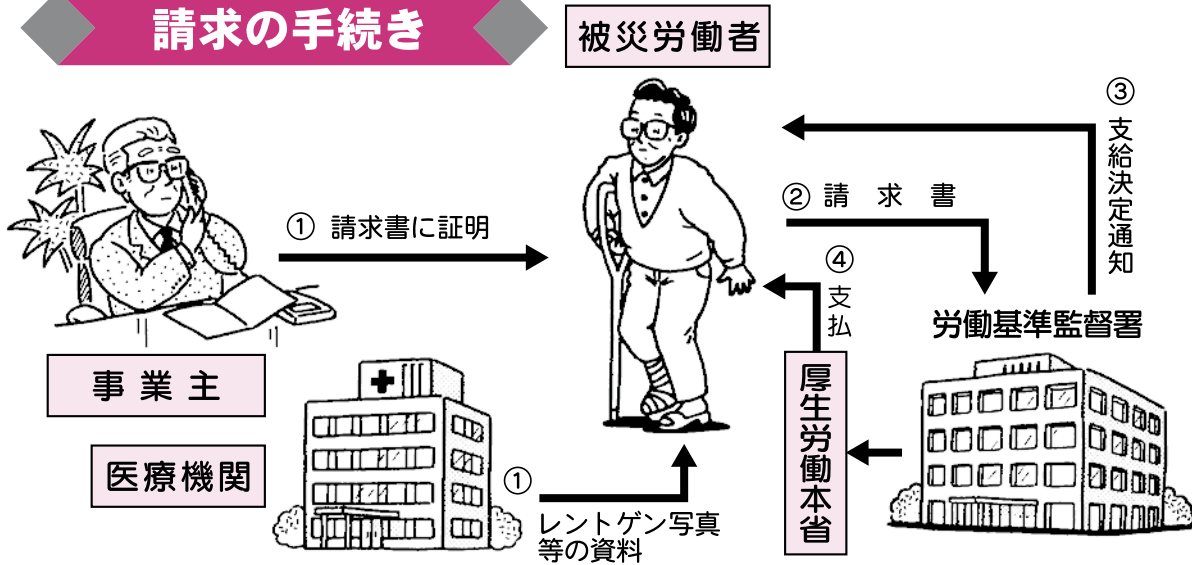 請求の手続き
被災労働者
① 請求書に証明
② 請求書
③ 支給決定通知
④ 支払
労働基準監督署
事業主
厚生労働本省
医療機関
①
レントゲン写真
等の資料